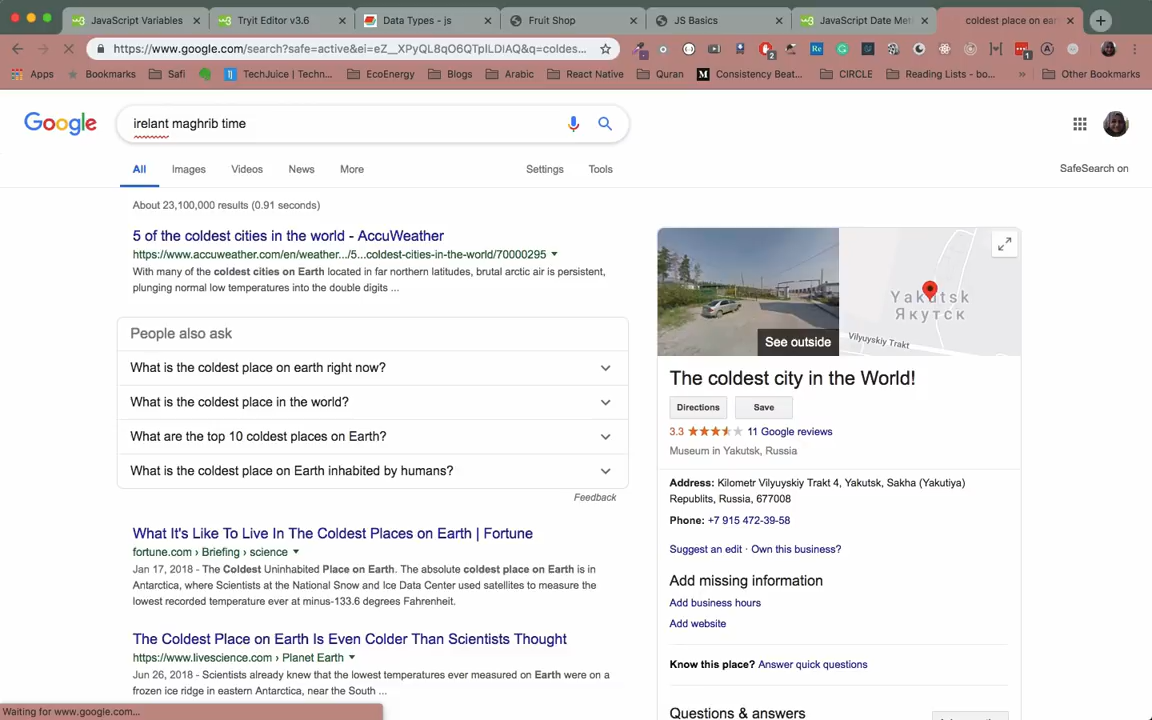 JavaScript Variables
Tryit Editor v3.6
Data Types - js
Fruit Shop
JS Basics
JavaScript Date Met
coldest place on ear
https://www.google.com/search?safe=active&ei=eZ_XPyQL8qO6QTplLDIAQ&q=coldes...
Apps
Bookmarks
Safi
TechJuice | Techn...
EcoEnergy
Blogs
Arabic
React Native
Quran
Consistency Beat...
CIRCLE
Reading Lists - bo...
»
Other Bookmarks
Google
irelant maghrib time
All
Images
Videos
News
More
Settings
Tools
SafeSearch on
About 23,100,000 results (0.91 seconds)
5 of the coldest cities in the world - AccuWeather
https://www.accuweather.com/en/weather.../5...coldest-cities-in-the-world/70000295
With many of the coldest cities on Earth located in far northern latitudes, brutal arctic air is persistent,
plunging normal low temperatures into the double digits ...
People also ask
What is the coldest place on earth right now?
What is the coldest place in the world?
What are the top 10 coldest places on Earth?
What is the coldest place on Earth inhabited by humans?
Feedback
What It's Like To Live In The Coldest Places on Earth | Fortune
fortune.com › Briefing › science
Jan 17, 2018 - The Coldest Uninhabited Place on Earth. The absolute coldest place on Earth is in
Antarctica, where Scientists at the National Snow and Ice Data Center used satellites to measure the
lowest recorded temperature ever at minus-133.6 degrees Fahrenheit.
The Coldest Place on Earth Is Even Colder Than Scientists Thought
https://www.livescience.com › Planet Earth
Jun 26, 2018 - Scientists already knew that the lowest temperatures ever measured on Earth were on a
frozen ice ridge in eastern Antarctica, near the South ...
See outside
Yakutsk
Якутск
Vilyuyskiy Trakt
The coldest city in the World!
Directions
Save
3.3
11 Google reviews
Museum in Yakutsk, Russia
Address: Kilometr Vilyuyskiy Trakt 4, Yakutsk, Sakha (Yakutiya)
Republits, Russia, 677008
Phone: +7 915 472-39-58
Suggest an edit · Own this business?
Add missing information
Add business hours
Add website
Know this place? Answer quick questions
Questions & answers
Waiting for www.google.com...